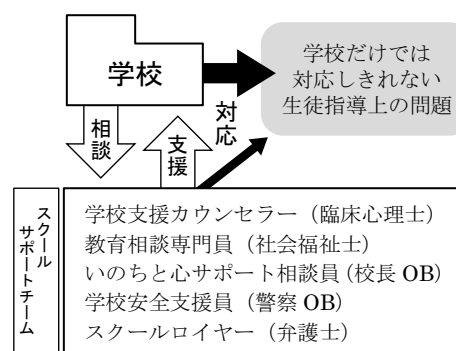 学校
学校だけでは
対応しきれない
生徒指導上の問題
対応
相談
支援
スクール
サポートチーム
学校支援カウンセラー（臨床心理士）
教育相談専門員（社会福祉士）
いのちと心サポート相談員（校長 OB）
学校安全支援員（警察 OB）
スクールロイヤー（弁護士）